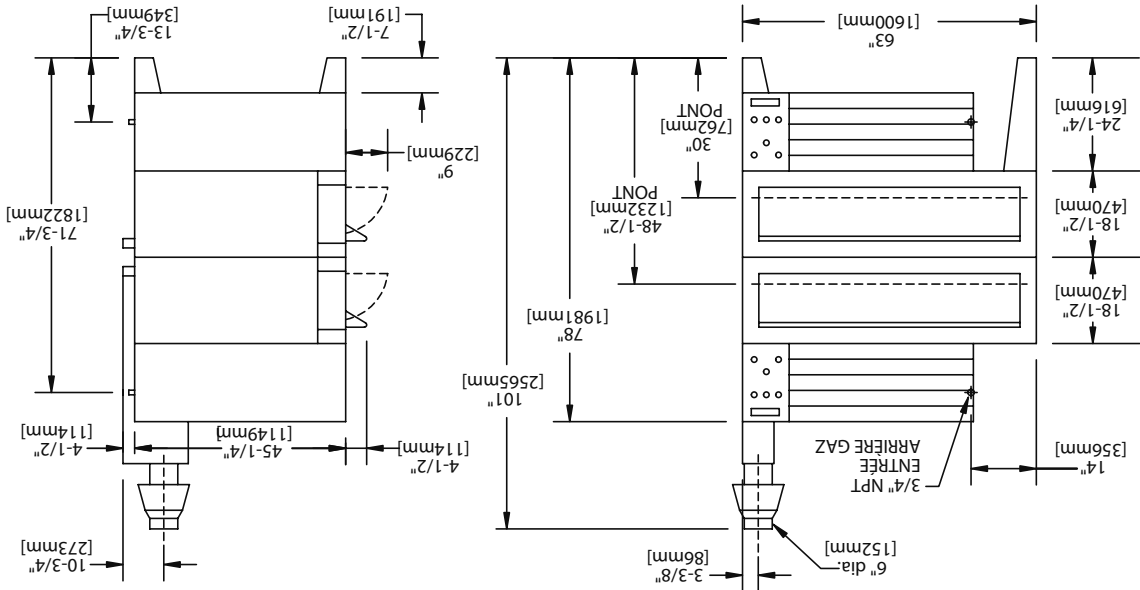 6" dia.
[152mm]
3-3/8"
[86mm]
14"
[356mm]
3/4" NPT
ENTRÉE
ARRIÈRE GAZ
18-1/2"
[470mm]
18-1/2"
[470mm]
24-1/4"
[616mm]
63"
[1600mm]
30"
[762mm]
PONT
48-1/2"
[1232mm]
PONT
78"
[1981mm]
101"
[2565mm]
10-3/4"
[273mm]
4-1/2"
[114mm]
45-1/4"
[1149mm]
4-1/2"
[114mm]
9"
[229mm]
71-3/4"
[1822mm]
7-1/2"
[191mm]
13-3/4"
[349mm]